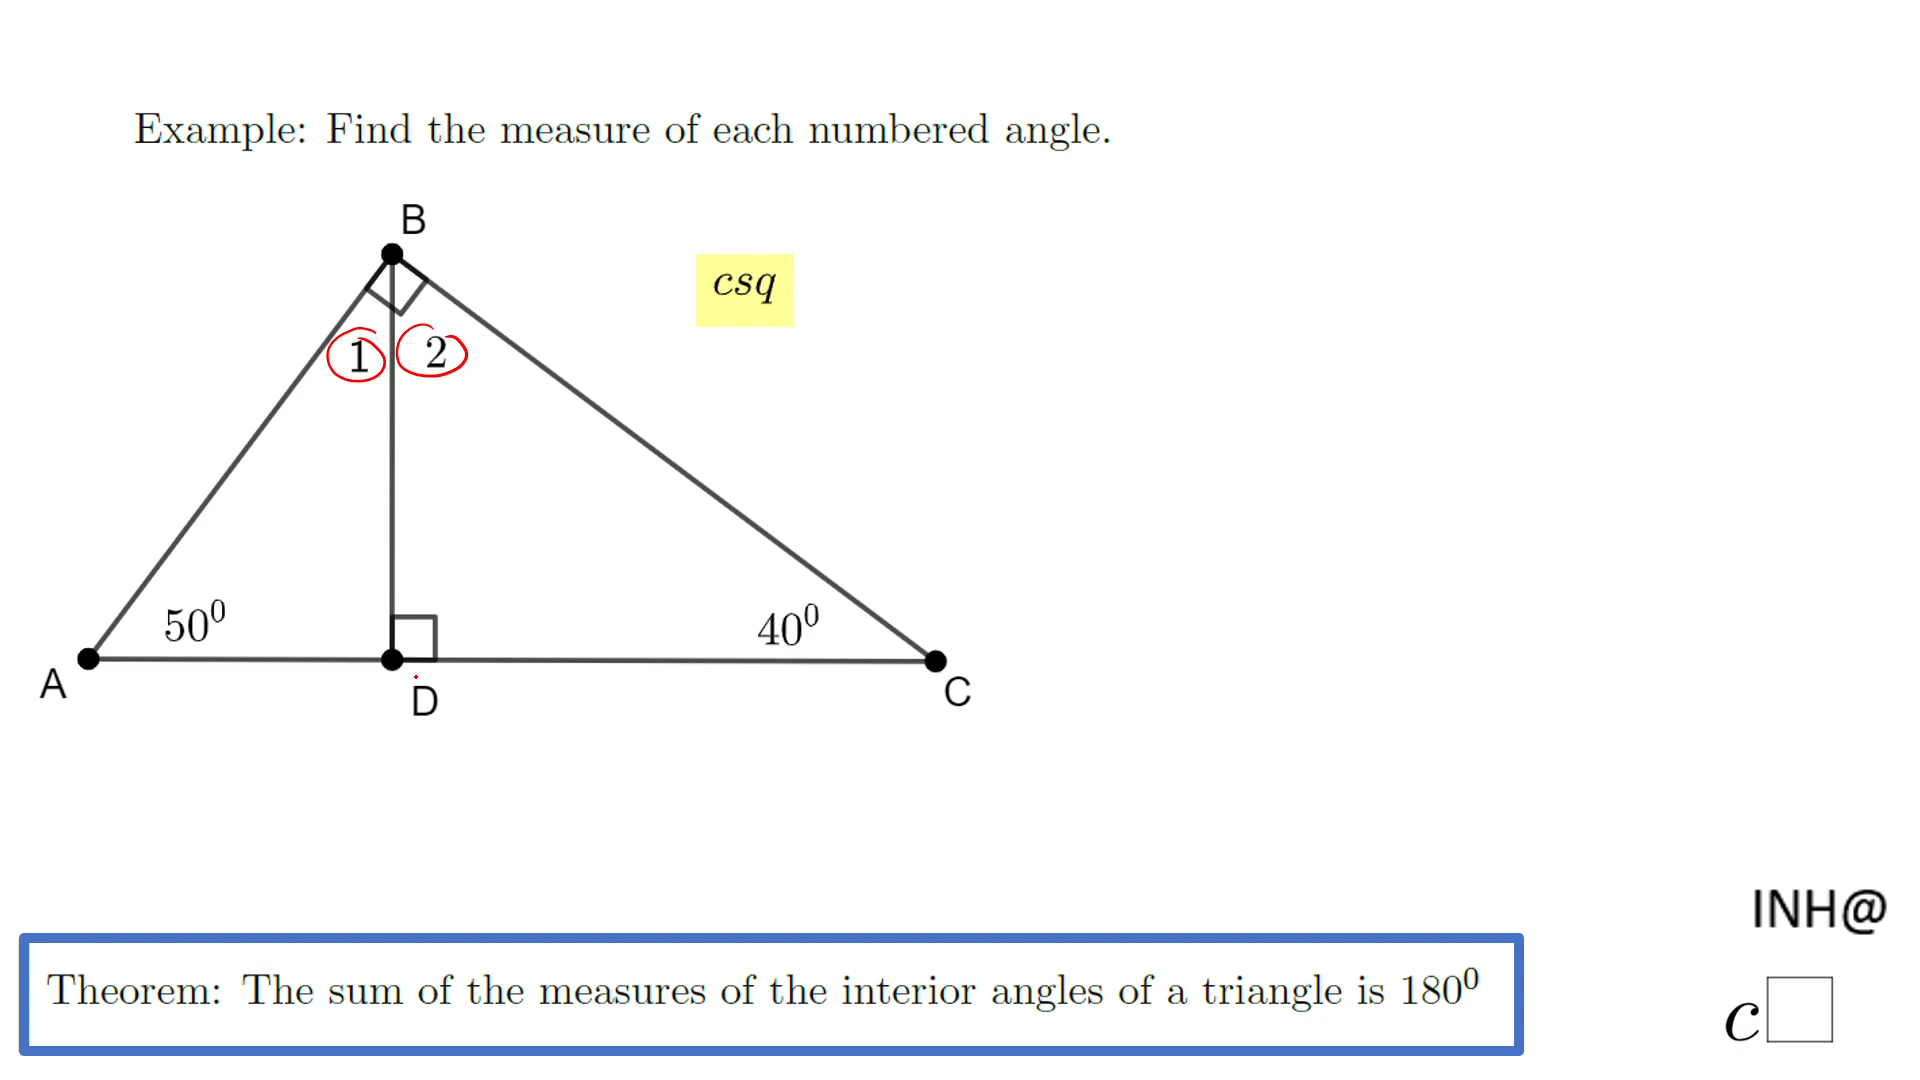 Example: Find the measure of each numbered angle.
B
csq
1 2
50⁰
40⁰
A
D
C
INH@
Theorem: The sum of the measures of the interior angles of a triangle is 180⁰
c